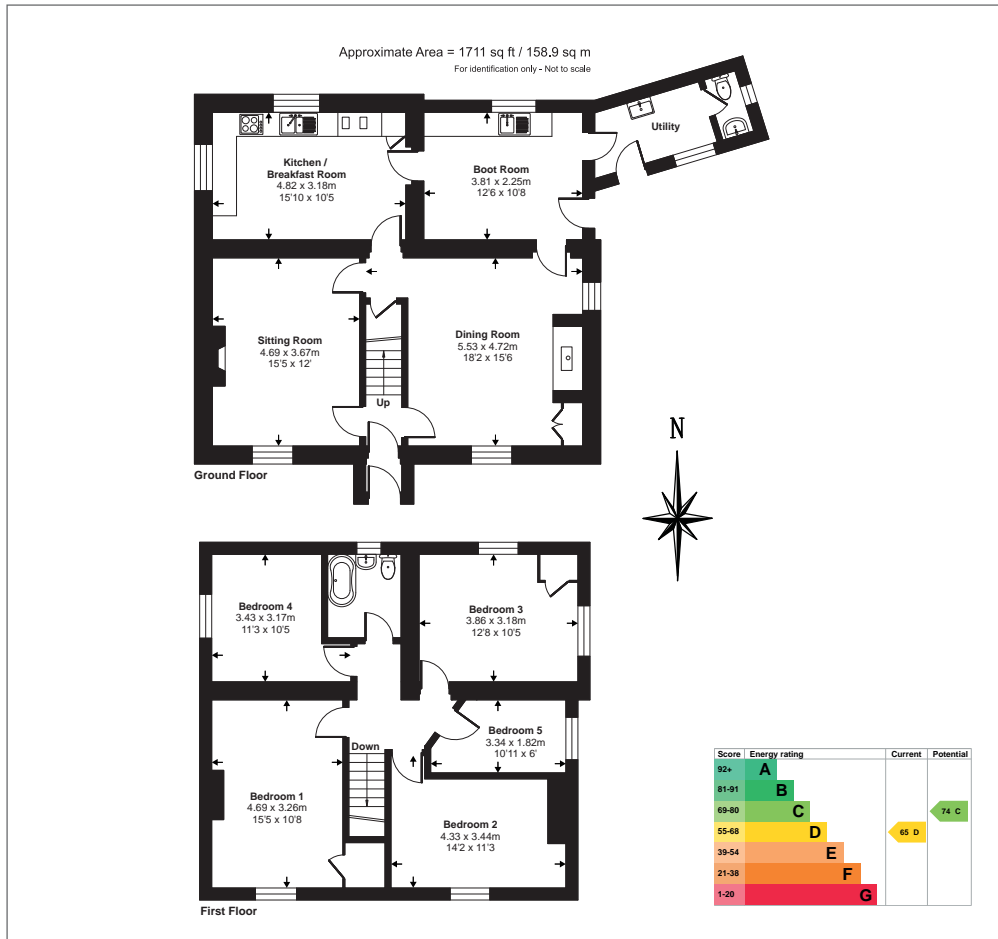 Approximate Area = 1711 sq ft / 158.9 sq m
For identification only - Not to scale
Utility
Kitchen /
Breakfast Room
4.82 x 3.18m
15'10 x 10'5
Boot Room
3.81 x 2.25m
12'6 x 10'8
Sitting Room
4.69 x 3.67m
15'5 x 12'
Dining Room
5.53 x 4.72m
18'2 x 15'6
Up
Ground Floor
N
Bedroom 4
3.43 x 3.17m
11'3 x 10'5
Bedroom 3
3.86 x 3.18m
12'8 x 10'5
Bedroom 5
3.34 x 1.82m
10'11 x 6'
Down
Bedroom 1
4.69 x 3.26m
15'5 x 10'8
Bedroom 2
4.33 x 3.44m
14'2 x 11'3
First Floor
Score Energy rating Current Potential
92+ A
81-91 B
69-80 C 74 C
55-68 D 65 D
39-54 E
21-38 F
1-20 G